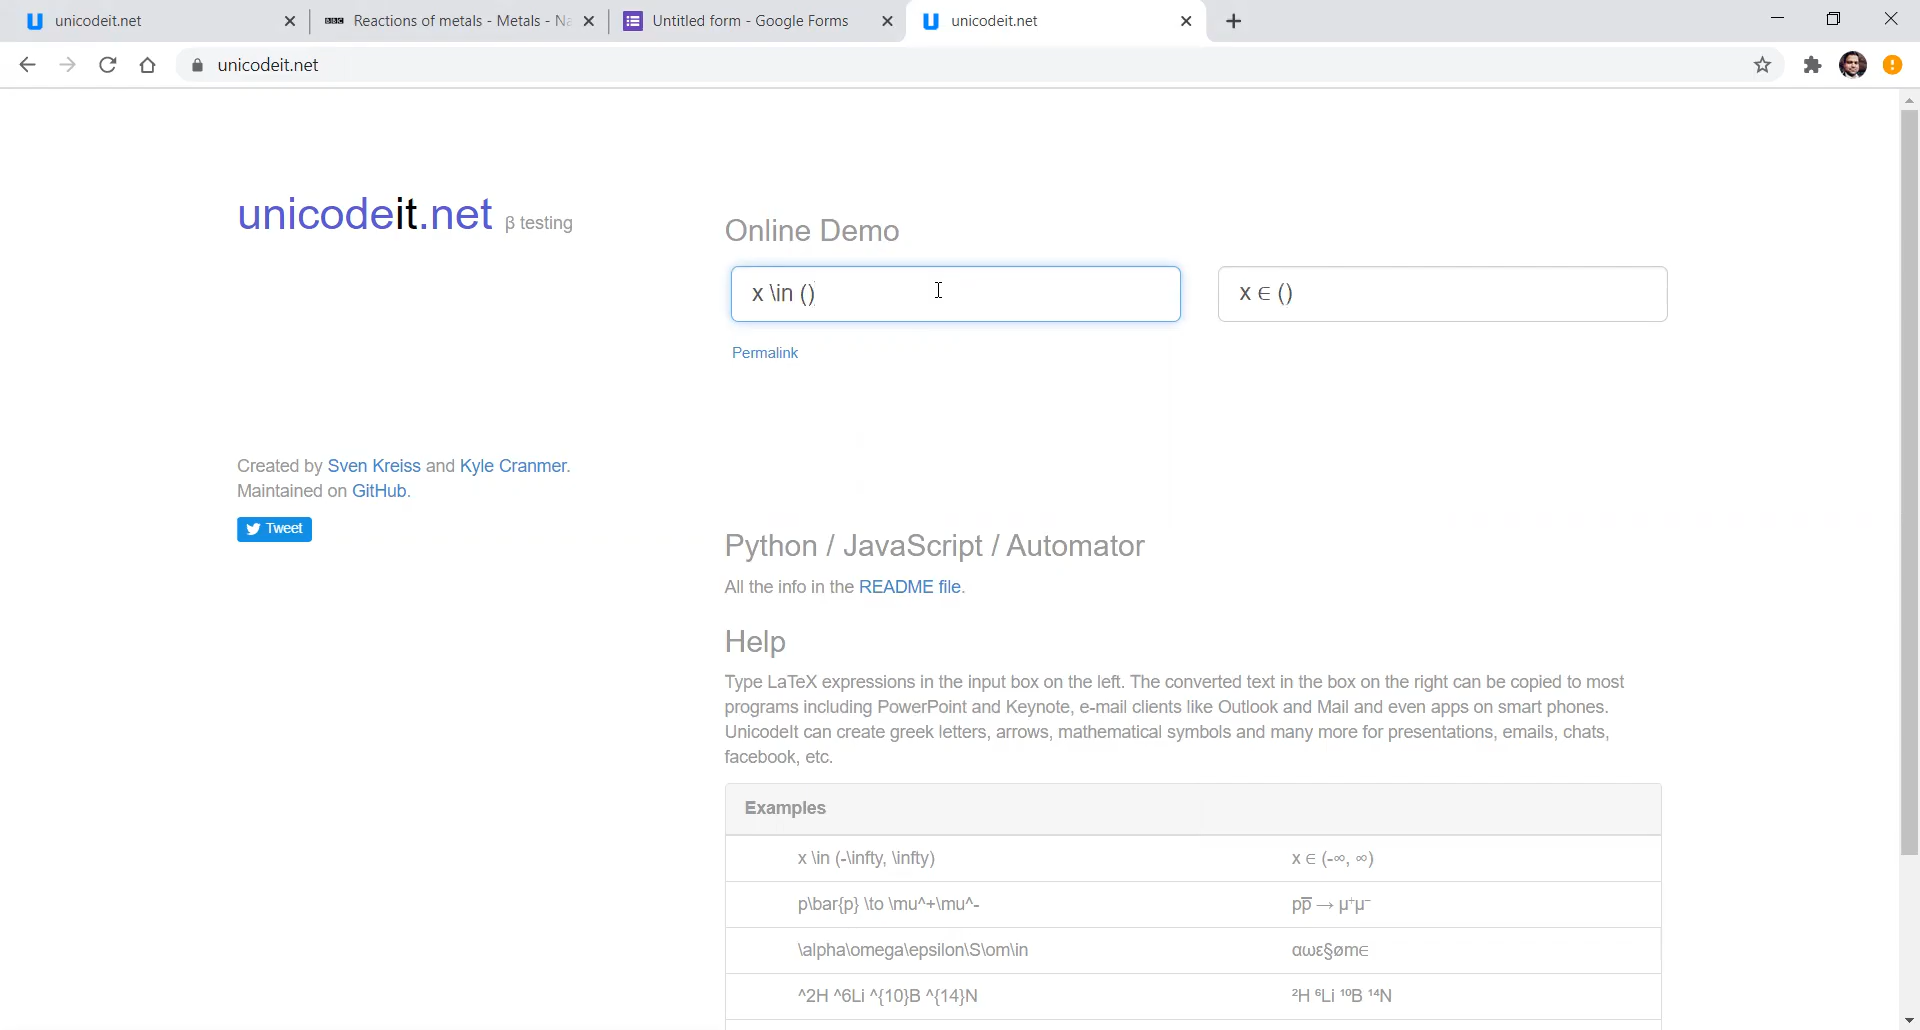 unicodeit.net
Reactions of metals - Metals - Na
Untitled form - Google Forms
unicodeit.net
unicodeit.net
unicodeit.net β testing
Online Demo
x \in ()
x ∈ ()
Permalink
Created by Sven Kreiss and Kyle Cranmer.
Maintained on GitHub.
Tweet
Python / JavaScript / Automator
All the info in the README file.
Help
Type LaTeX expressions in the input box on the left. The converted text in the box on the right can be copied to most
programs including PowerPoint and Keynote, e-mail clients like Outlook and Mail and even apps on smart phones.
UnicodeIt can create greek letters, arrows, mathematical symbols and many more for presentations, emails, chats,
facebook, etc.
Examples
x \in (-\infty, \infty)
x ∈ (-∞, ∞)
p\bar{p} \to \mu^+\mu^-
pp̅ → μ⁺μ⁻
\alpha\omega\epsilon\S\om\in
αωε§øm∈
^2H ^6Li ^{10}B ^{14}N
²H ⁶Li ¹⁰B ¹⁴N